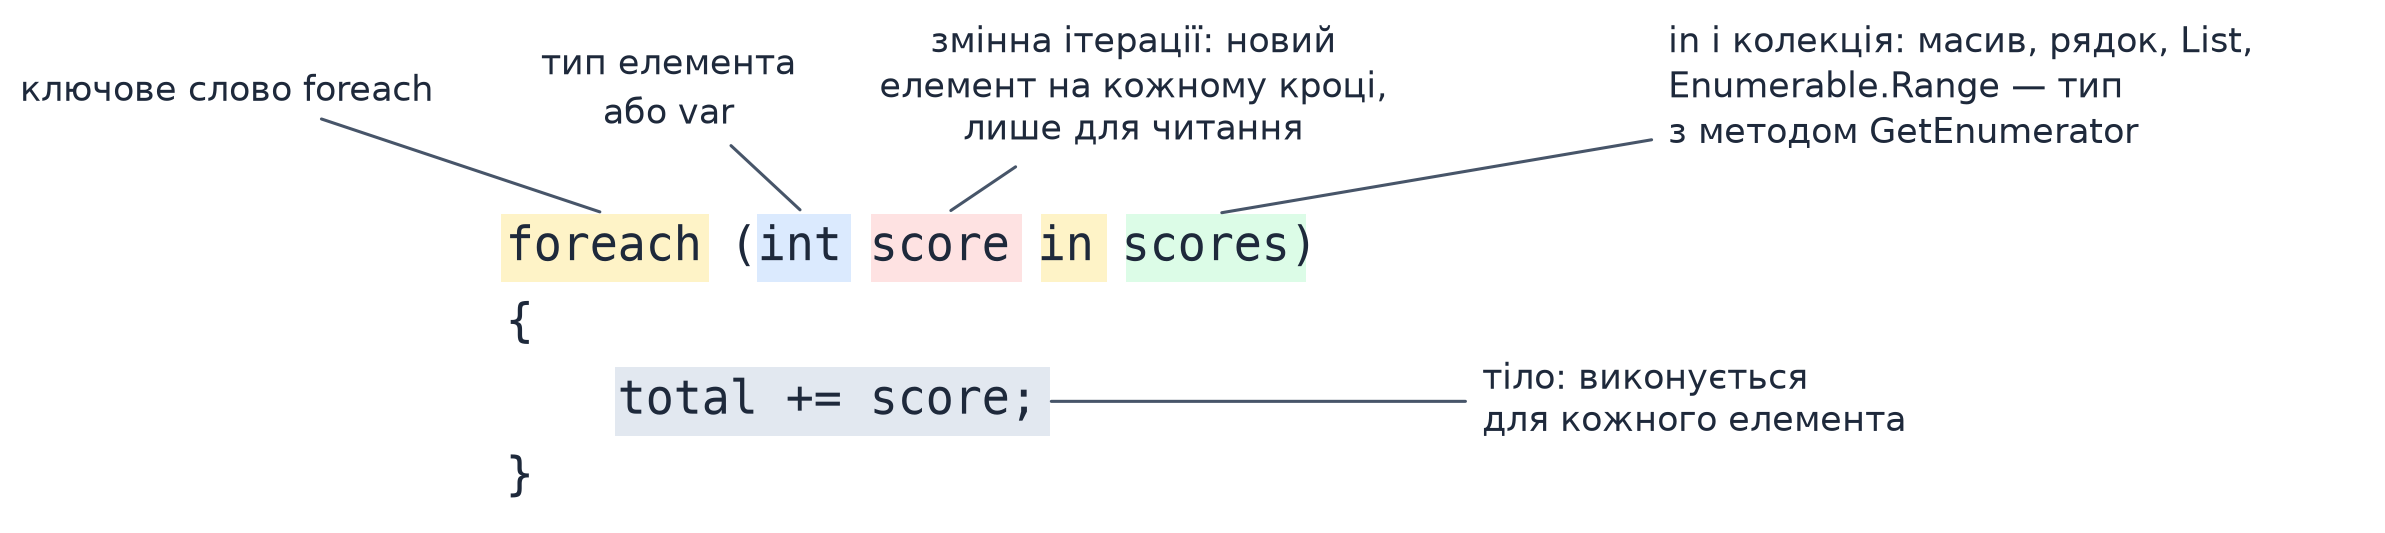 ключове слово foreach
тип елемента
або var
змінна ітерації: новий
елемент на кожному кроці,
лише для читання
in і колекція: масив, рядок, List,
Enumerable.Range — тип
з методом GetEnumerator
foreach (int score in scores)
{
total += score;
}
тіло: виконується
для кожного елемента